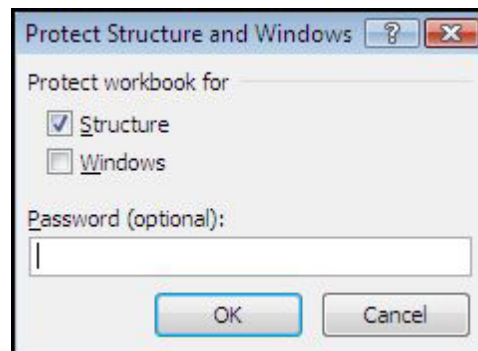 Protect Structure and Windows
Protect workbook for
Structure
Windows
Password (optional):
OK Cancel